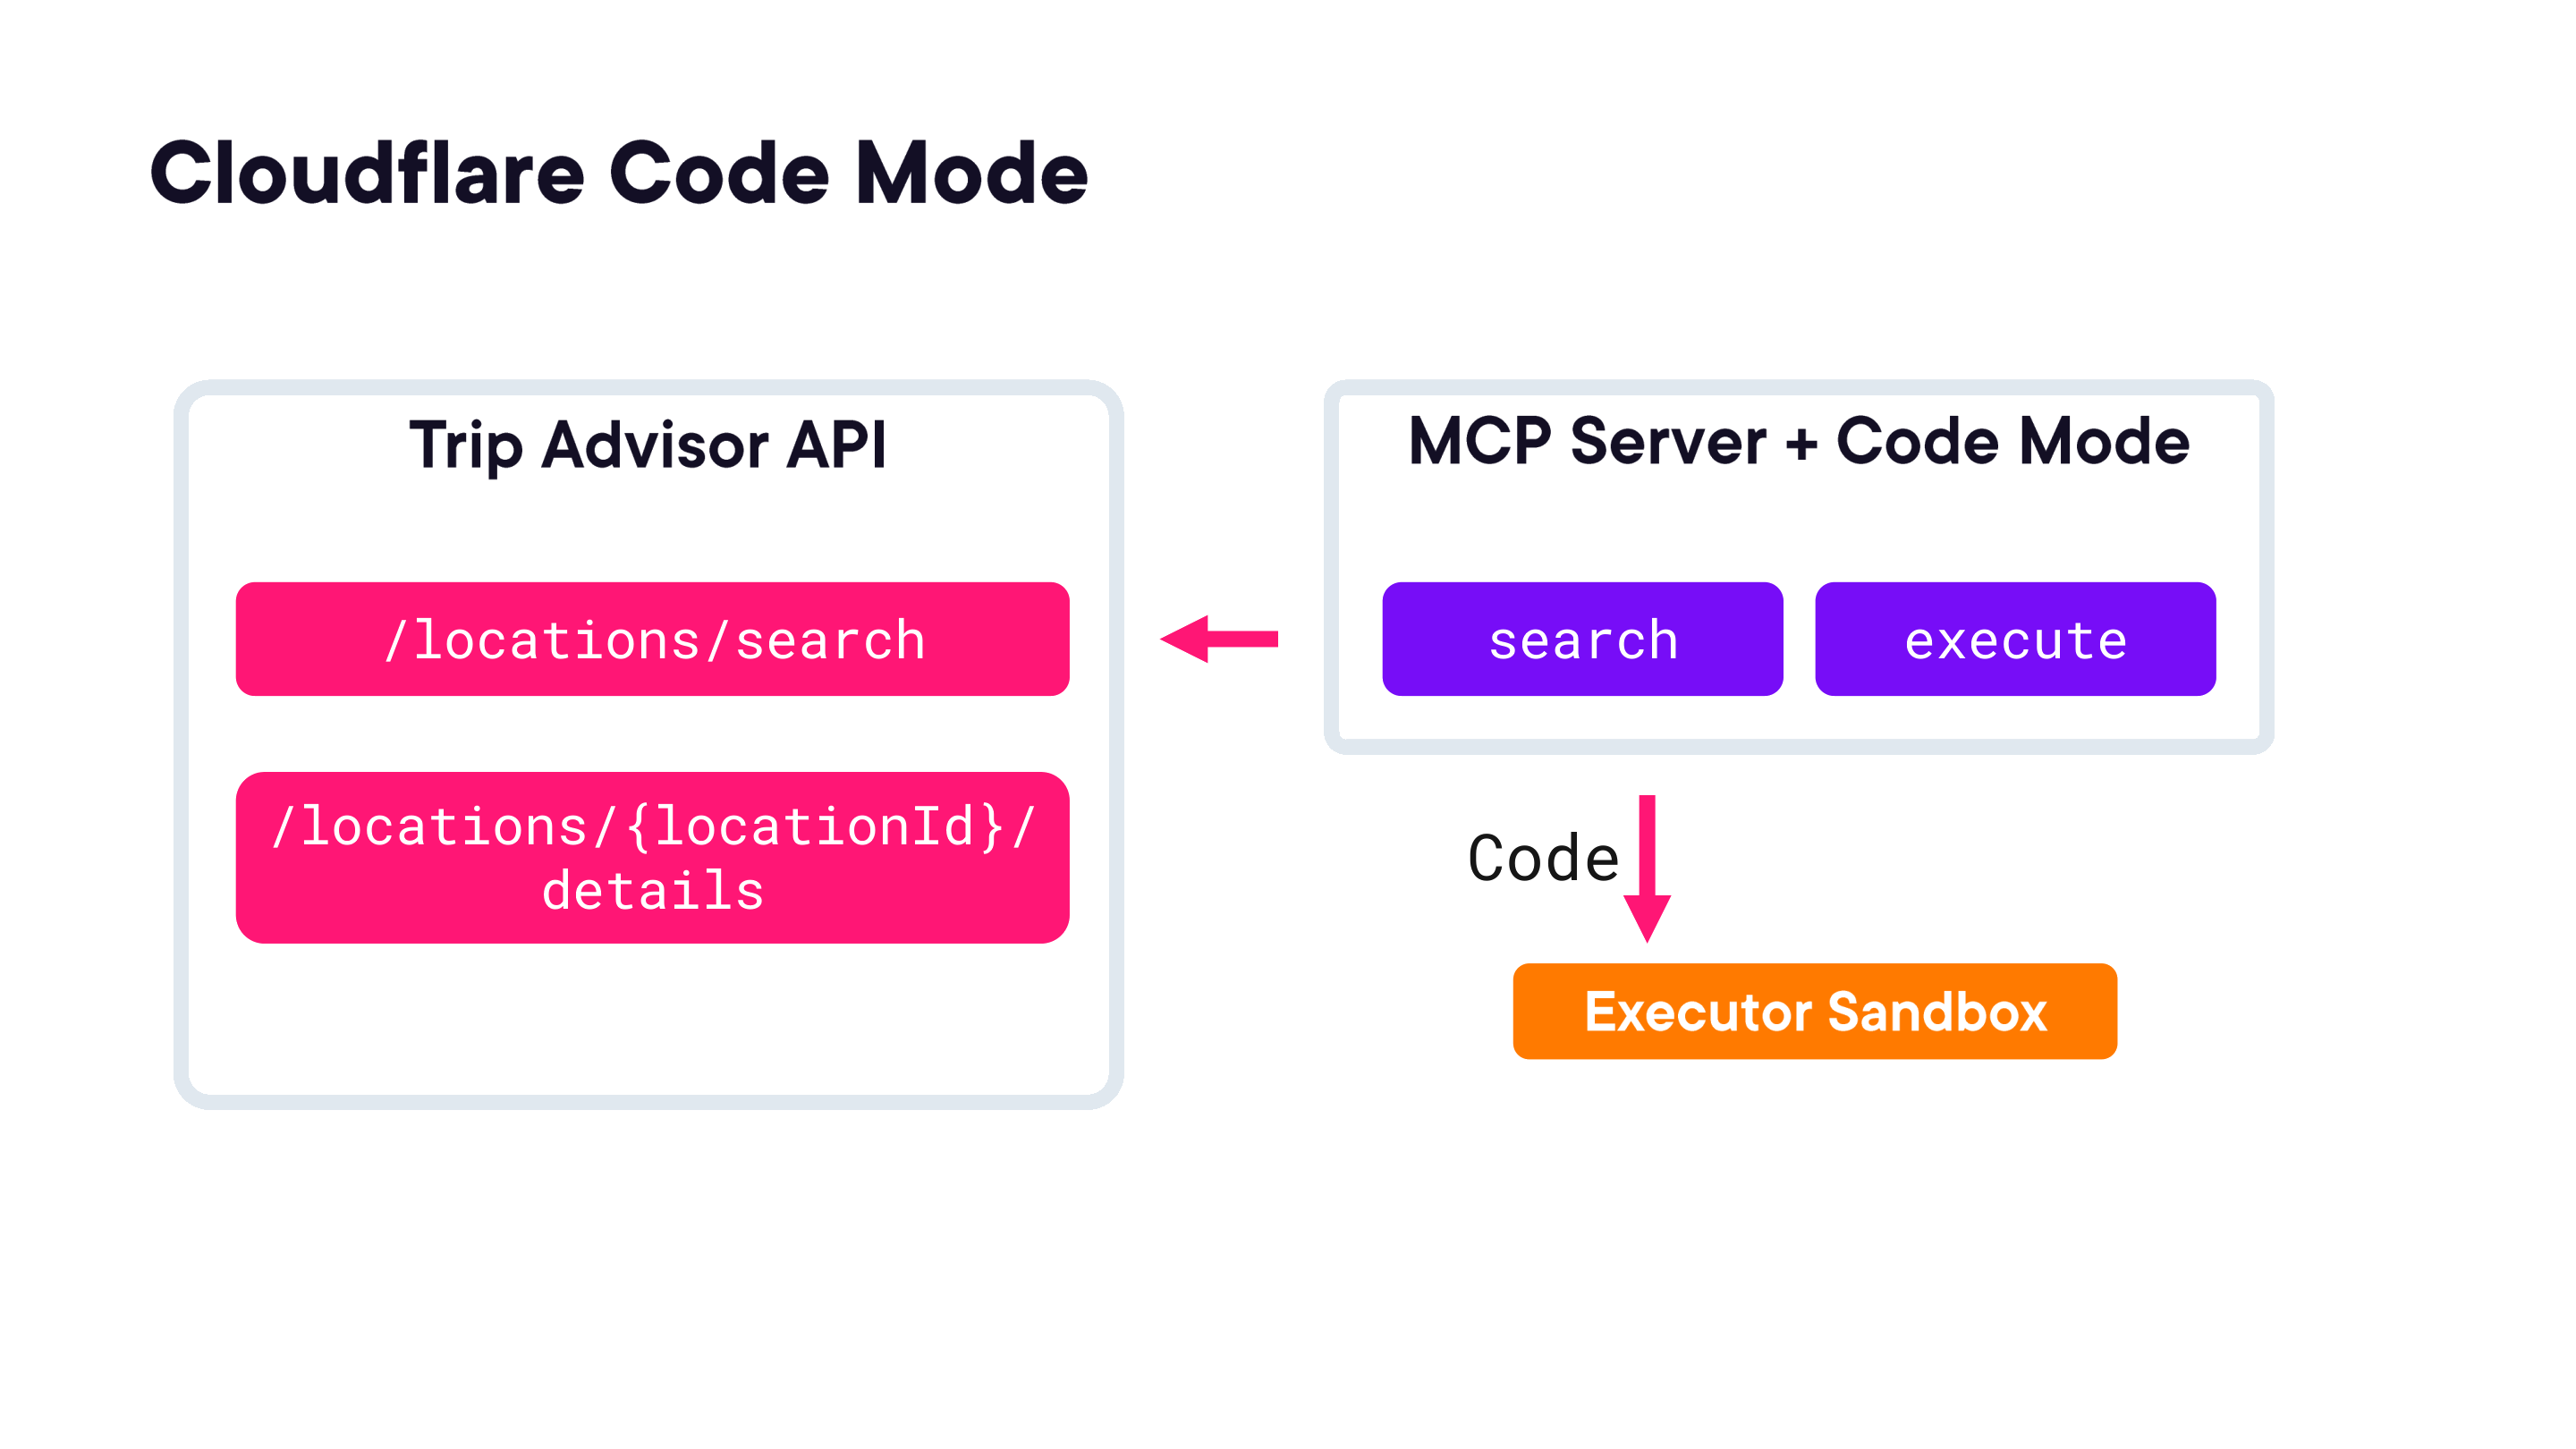 Cloudflare Code Mode
Trip Advisor API
/locations/search
/locations/{locationId}/
details
MCP Server + Code Mode
search
execute
Code
Executor Sandbox